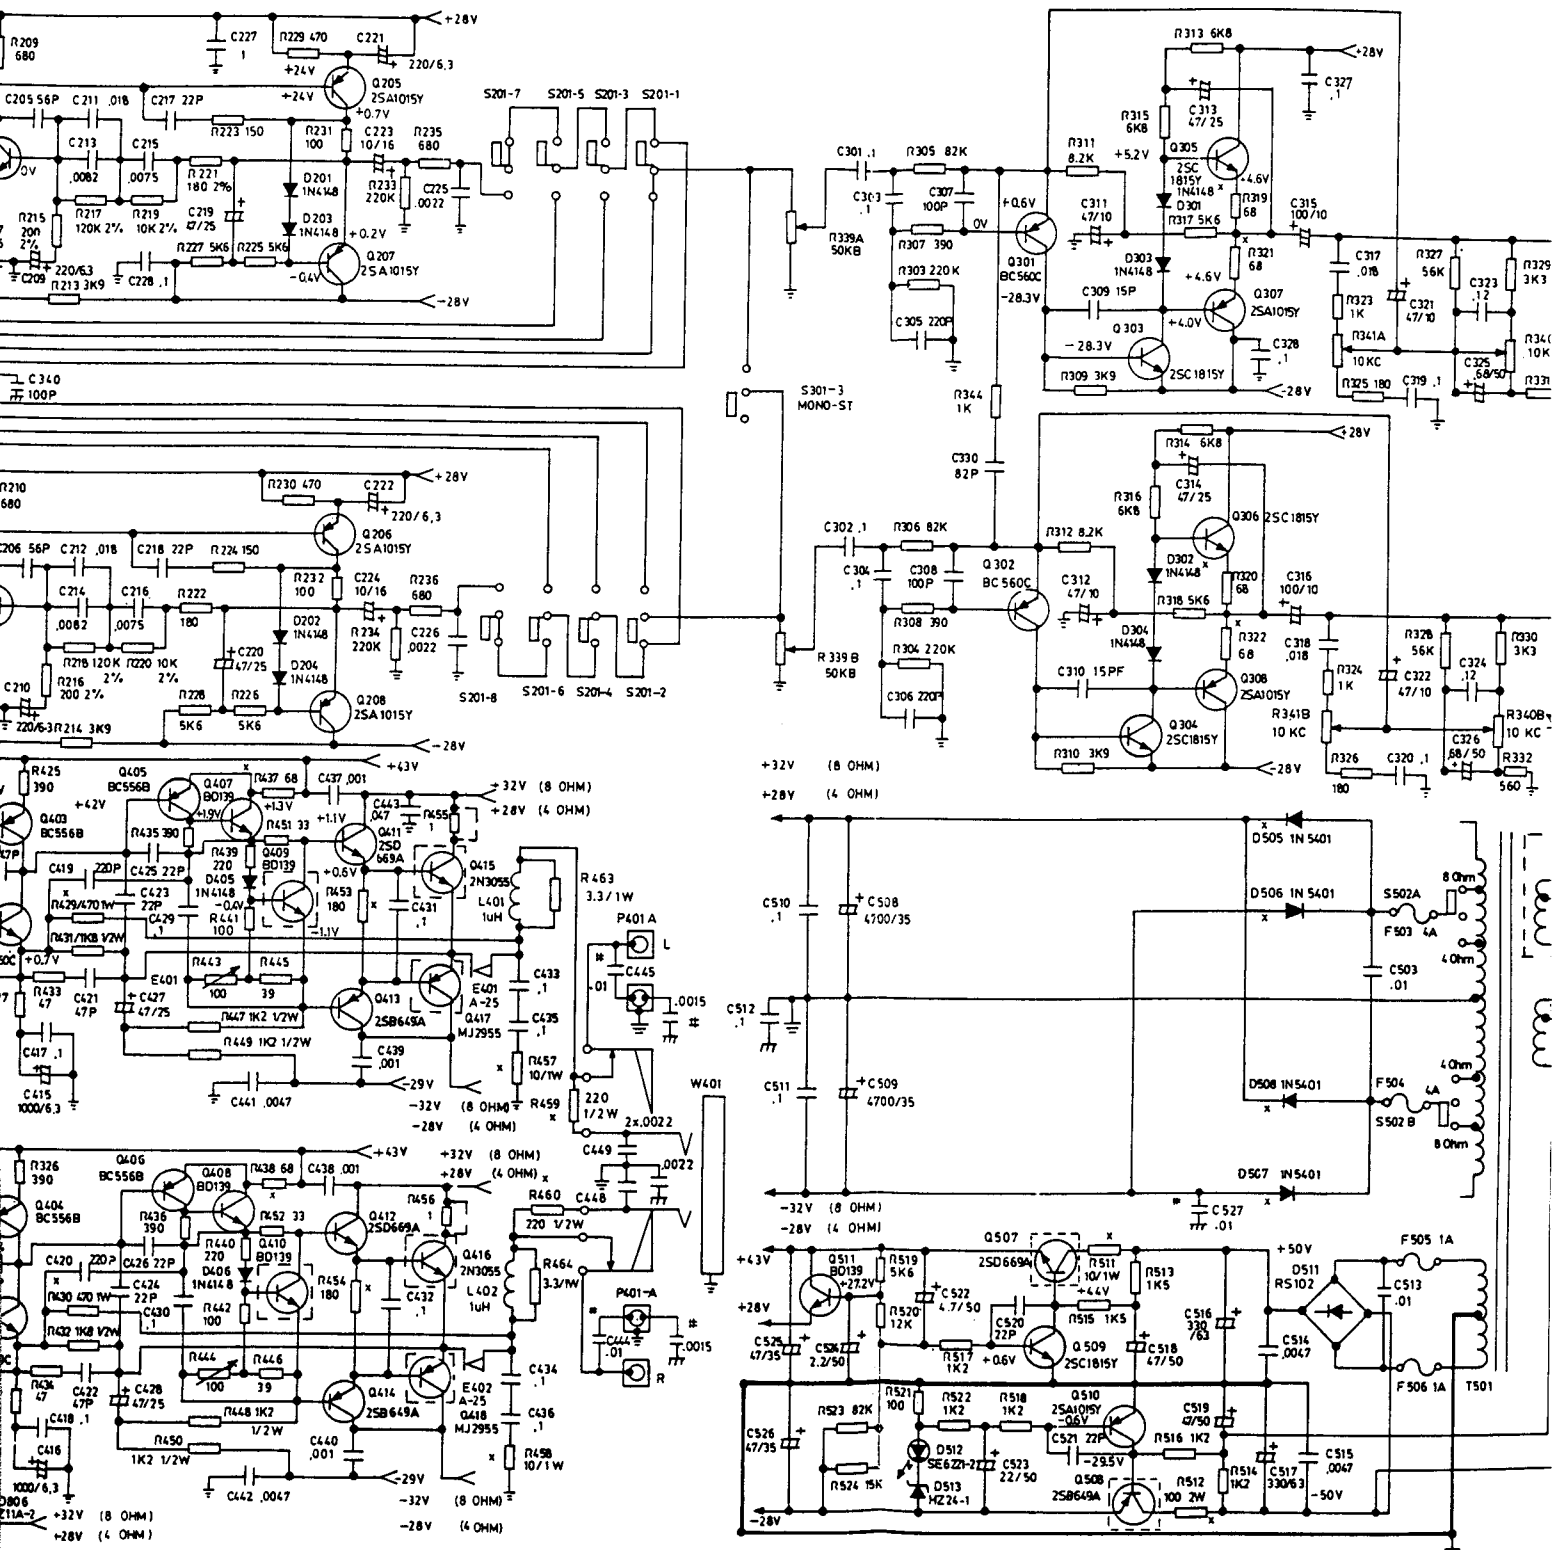 +28V
R209
680
C227
1
R229 470
C221
220/6,3
+24V
+24V
Q205
2SA1015Y
+0.7V
C205 56P
C211 ,018
C217 22P
R223 150
R231
100
C223
10/16
R235
680
C213
,0082
C215
,0075
R221
180 2%
0V
R215
200
2%
R217
120K 2%
R219
10K 2%
C219
47/25
D201
1N4148
D203
1N4148
R233
220K
C225
,0022
+0.2V
Q207
2SA1015Y
-0,4V
R227 5K6
R225 5K6
220/6.3
C209
C228 ,1
R213 3K9
-28V
S201-7
S201-5
S201-3
S201-1
C340
100P
S301-3
MONO-ST
R339A
50KB
C301 ,1
R305 82K
C303
,1
C307
100P
R307 390
R303 220K
C305 220P
0V
+0.6V
Q301
BC560C
-28.3V
R311
8.2K
C311
47/10
R313 6K8
+28V
C327
,1
C313
47/25
R315
6K8
+5.2V
Q305
2SC
1815Y
1N4148
D301
+4.6V
x
R319
68
R317 5K6
x
R321
68
C315
100/10
D303
1N4148
+4.6V
Q307
2SA1015Y
C309 15P
+4.0V
Q303
2SC1815Y
-28.3V
R309 3K9
C328
,1
-28V
C317
,018
R323
1K
R341A
10KC
R325 180
C319 ,1
C321
47/10
R327
56K
C323
,12
R329
3K3
C325
,68/50
R331
R344
1K
C330
82P
R210
680
+28V
R230 470
C222
220/6,3
Q206
2SA1015Y
C206 56P
C212 ,018
C218 22P
R224 150
R232
100
C224
10/16
R236
680
C214
,0082
C216
,0075
R222
180
D202
1N4148
D204
1N4148
R234
220K
C226
,0022
R218 120K
2%
R220 10K
2%
C220
47/25
R216
200 2%
C210
220/6-3
R214 3K9
R228
5K6
R226
5K6
Q208
2SA1015Y
-28V
S201-8
S201-6
S201-4
S201-2
R339B
50KB
C302 ,1
R306 82K
C304
,1
C308
100P
R308 390
R304 220K
C306 220P
Q302
BC560C
R312 8,2K
C312
47/10
R314 6K8
+28V
C314
47/25
R316
6K8
Q306 2SC1815Y
x
D302
1N4148
R320
68
R318 5K6
x
C316
100/10
D304
1N4148
R322
68
C310 15PF
Q308
2SA1015Y
Q304
2SC1815Y
R310 3K9
-28V
C318
,018
R324
1K
R341B
10 KC
R326
180
C320 ,1
C322
47/10
R328
56K
R330
3K3
C324
,12
R340B
10 KC
C326
,68/50
R332
560
+43V
R425
390
+42V
Q403
BC556B
Q405
BC556B
Q407
BD139
+1.9V
R437 68
x
+1.3V
C437 ,001
+1.1V
C443
,047
R455
1
+32V (8 OHM)
+28V (4 OHM)
R435 390
R451 33
C419
220P
C425 22P
C423
22P
C429
,1
R439
220
D405
1N4148
-0.4V
R441
100
Q409
BD139
-1.1V
Q411
2SD
669A
+0.6V
R453
180
x
C431
,1
Q415
2N3055
L401
1uH
R463
3.3/1W
x
R429/470 1W
R431/1K8 1/2W
+0.7V
R433
47
C421
47P
E401
C427
47/25
R443
100
R445
39
R447 1K2 1/2W
R449 1K2 1/2W
Q413
2SB649A
E401
A-25
Q417
MJ2955
C433
,1
C435
,1
C439
,001
x
R457
10/1W
C417 ,1
C415
1000/6,3
C441 ,0047
-29V
-32V (8 OHM)
-28V (4 OHM)
R459
x
220
1/2W
P401 A
L
#
C445
,01
,0015
#
2x,0022
C449
,0022
W401
+43V
R326
390
Q404
BC556B
Q406
BC556B
Q408
BD139
R438 68
x
C438 ,001
+32V (8 OHM)
+28V (4 OHM)
R436
390
R452 33
Q412
2SD669A
R456
1
C420
220P
C426 22P
C424
22P
C430
,1
R440
220
D406
1N4148
R442
100
Q410
BD139
R454
180
x
C432
,1
Q416
2N3055
L402
1uH
R460
220 1/2W
x
C448
R464
3.3/1W
x
R430 470 1W
R432 1K8 1/2W
R434
47
C422
47P
C428
47/25
R444
100
R446
39
R448 1K2
1/2W
R450
1K2 1/2W
Q414
2SB649A
E402
A-25
Q418
MJ2955
C434
,1
C436
,1
x
R458
10/1W
C418 ,1
C416
1000/6,3
C440
,001
C442 ,0047
-29V
-32V (8 OHM)
-28V (4 OHM)
+32V (8 OHM)
+28V (4 OHM)
P401-A
#
C444
,01
,0015
#
R
+32V (8 OHM)
+28V (4 OHM)
x
D505 1N 5401
D506 1N 5401
x
C510
,1
C508
4700/35
C512
,1
C511
,1
C509
4700/35
S502A
F503 4A
C503
,01
8 Ohm
4 Ohm
4 Ohm
8 Ohm
D508 1N5401
x
F504
4A
S502 B
D507 1N5401
x
#
C527
,01
-32V (8 OHM)
-28V (4 OHM)
+43V
Q511
BD139
+27.2V
+28V
R519
5K6
R520
12K
C522
4.7/50
C525
47/35
C524
2.2/50
Q507
2SD669A
x
R511
10/1W
+44V
R513
1K5
R515 1K5
C520
22P
R517
1K2
+0.6V
Q509
2SC1815Y
C518
47/50
C516
330
/63
+50V
D511
RS102
C514
,0047
F505 1A
C513
,01
F506 1A
T501
R521
100
R522
1K2
R518
1K2
Q510
2SA1015Y
-0.6V
R523 82K
C526
47/35
R524 15K
D512
SE6221-2
D513
HZ24-1
C523
22/50
C521 22P
-29.5V
Q508
2SB649A
R516 1K2
C519
47/50
R514
1K2
R512
100 2W
x
C517
330/63
C515
,0047
-50V
-28V